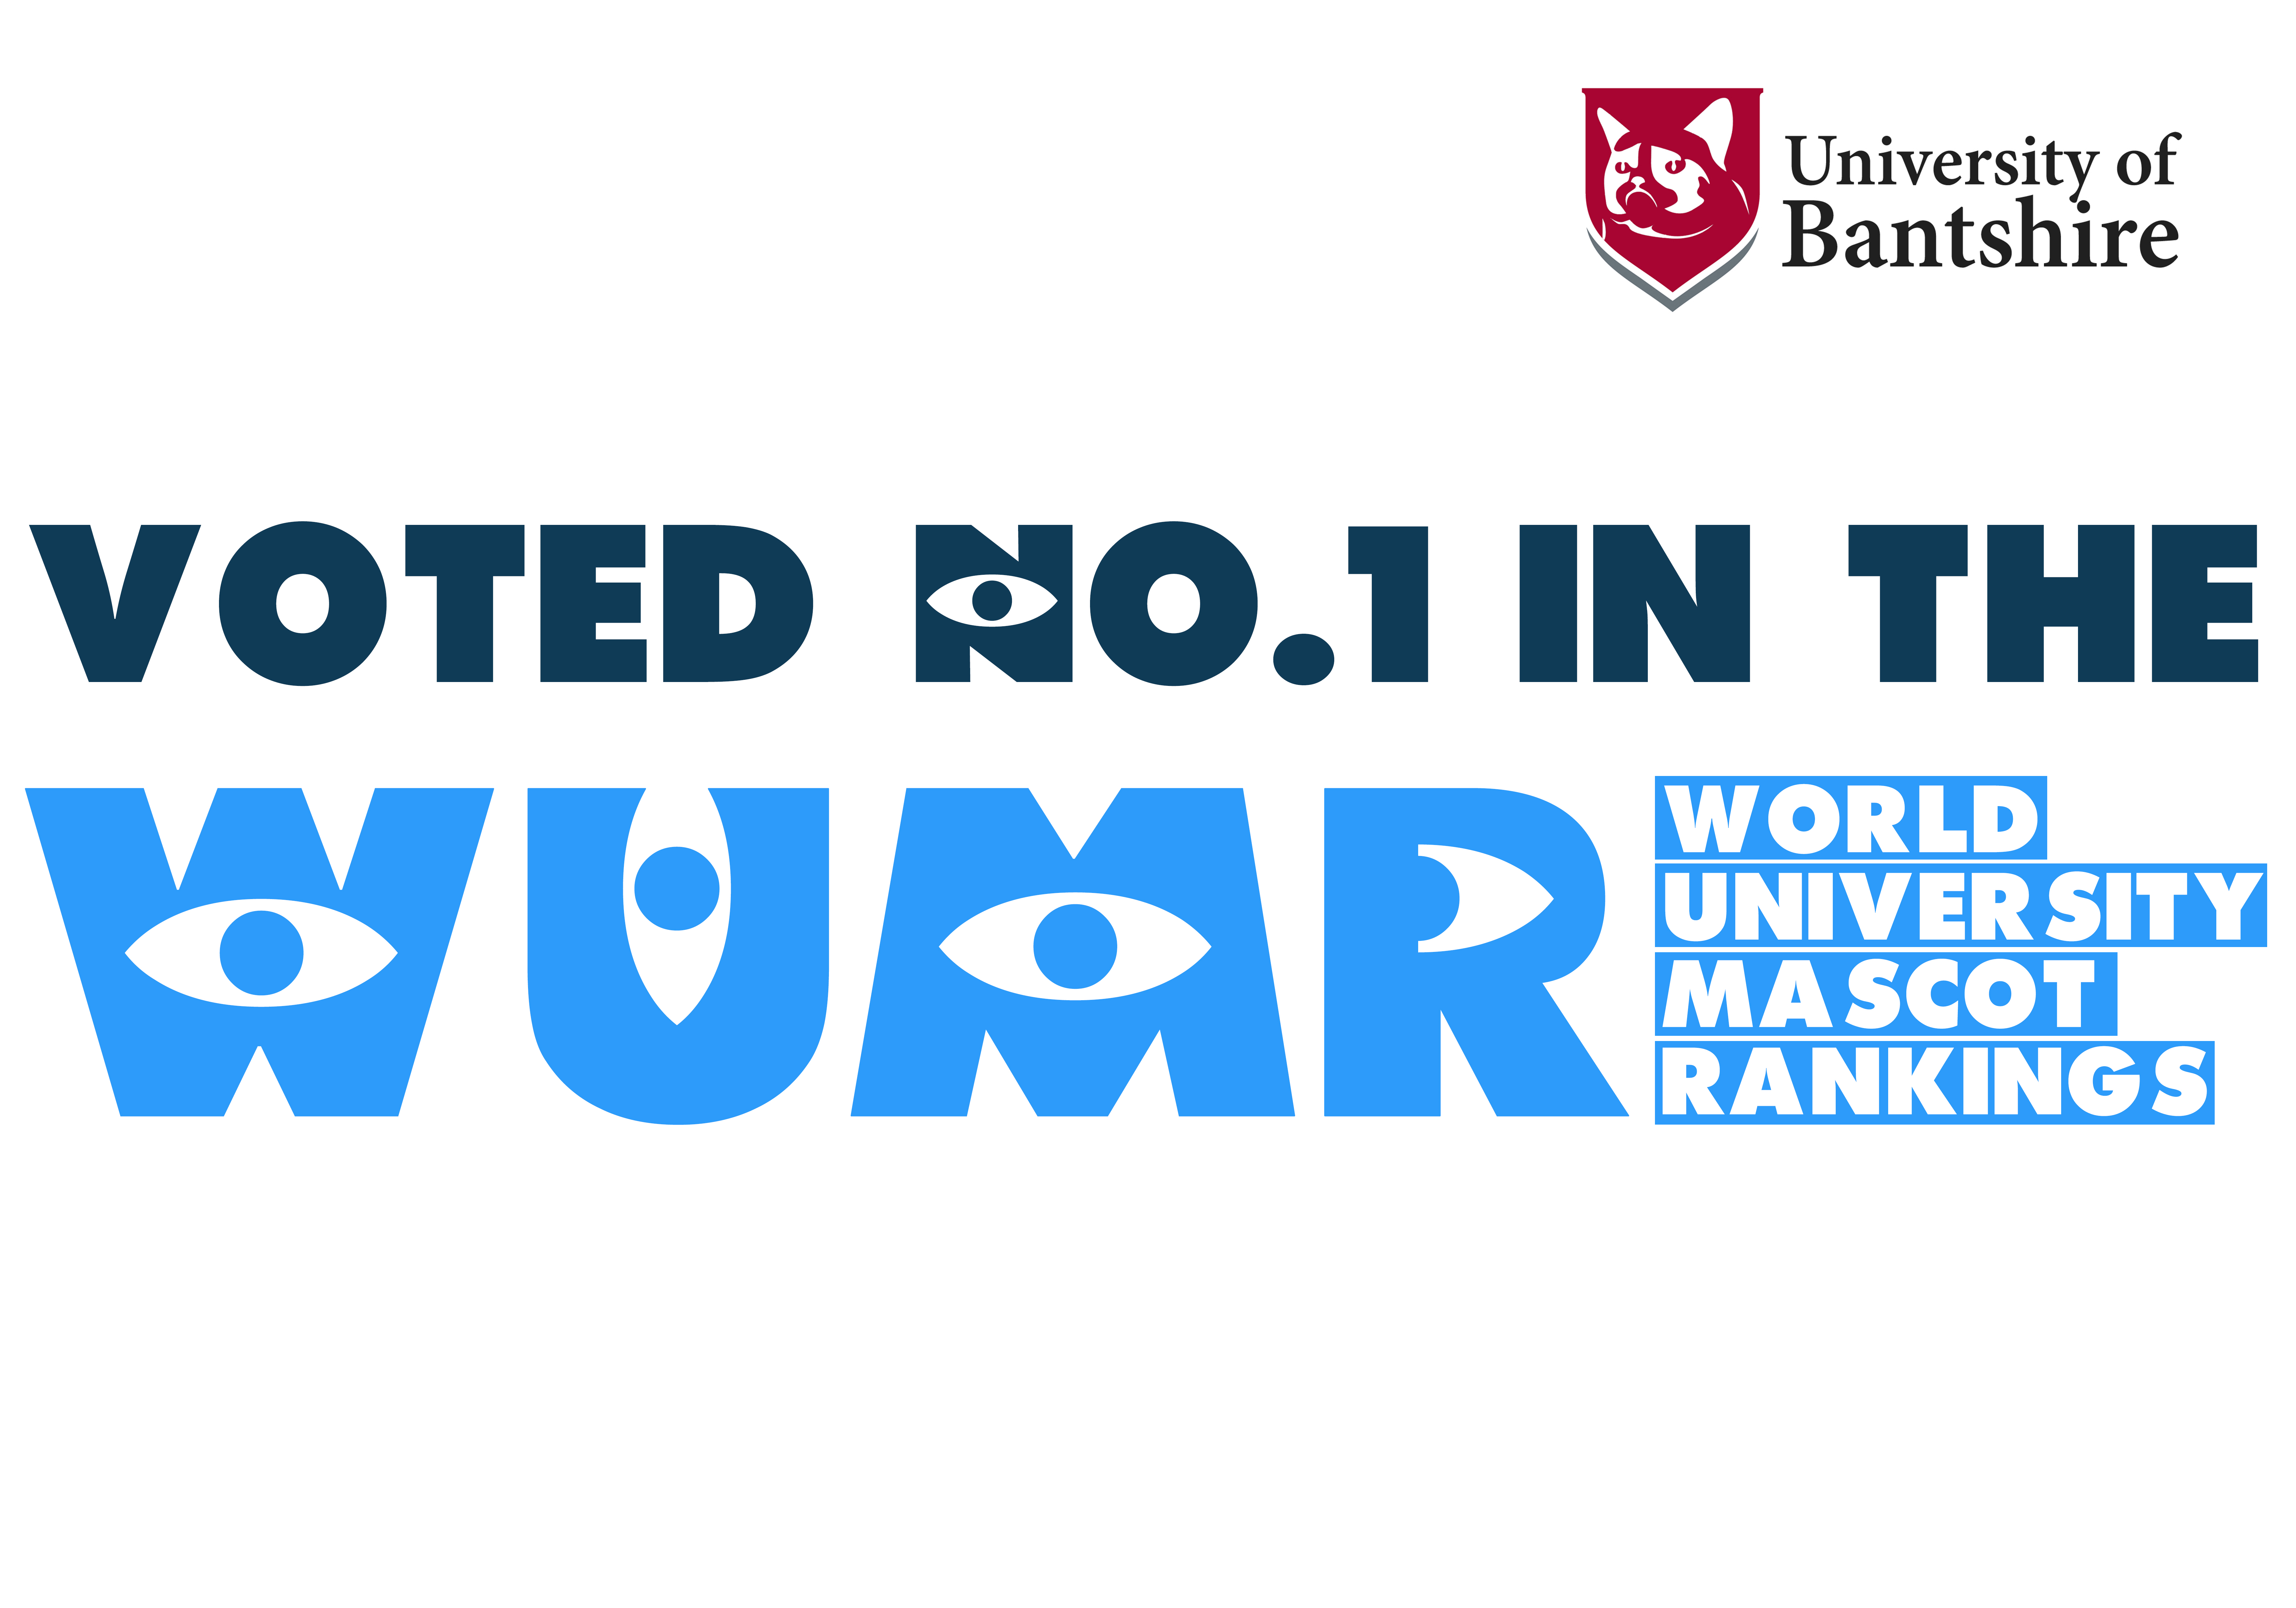 University of
Bantshire
VOTED NO.1 IN THE
WUMR
WORLD
UNIVERSITY
MASCOT
RANKINGS